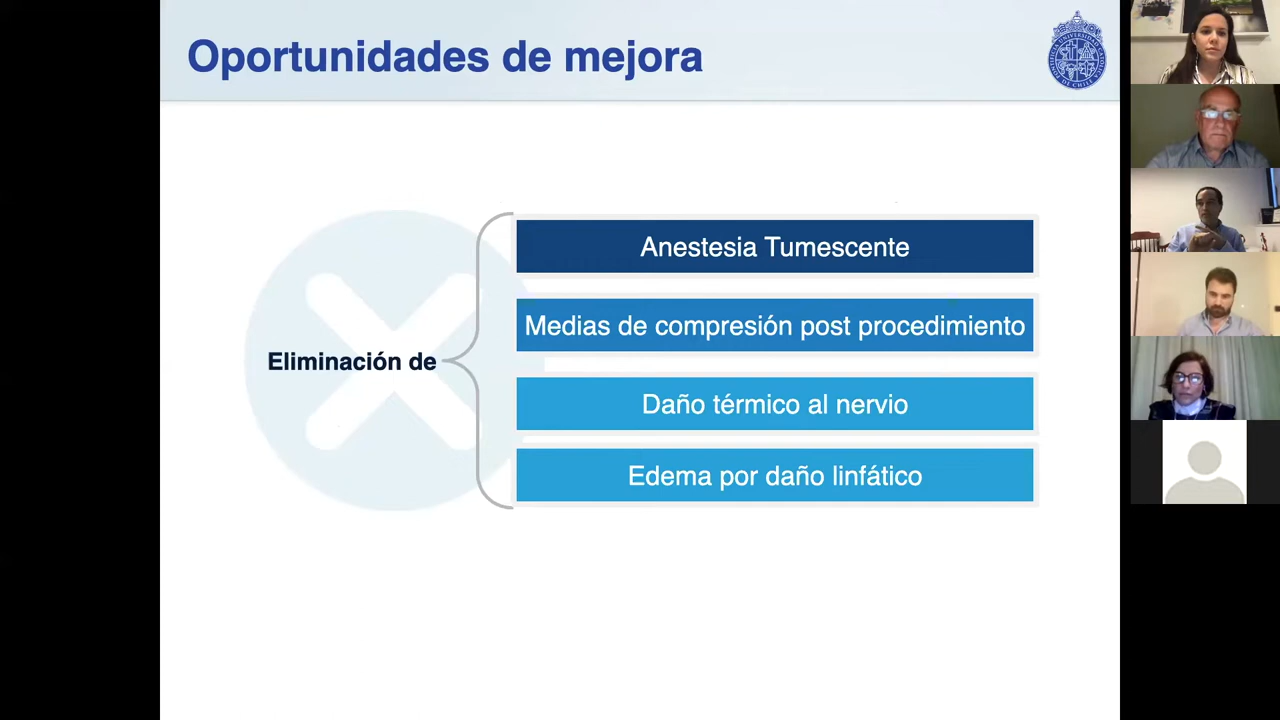 Oportunidades de mejora
Eliminación de
Anestesia Tumescente
Medias de compresión post procedimiento
Daño térmico al nervio
Edema por daño linfático